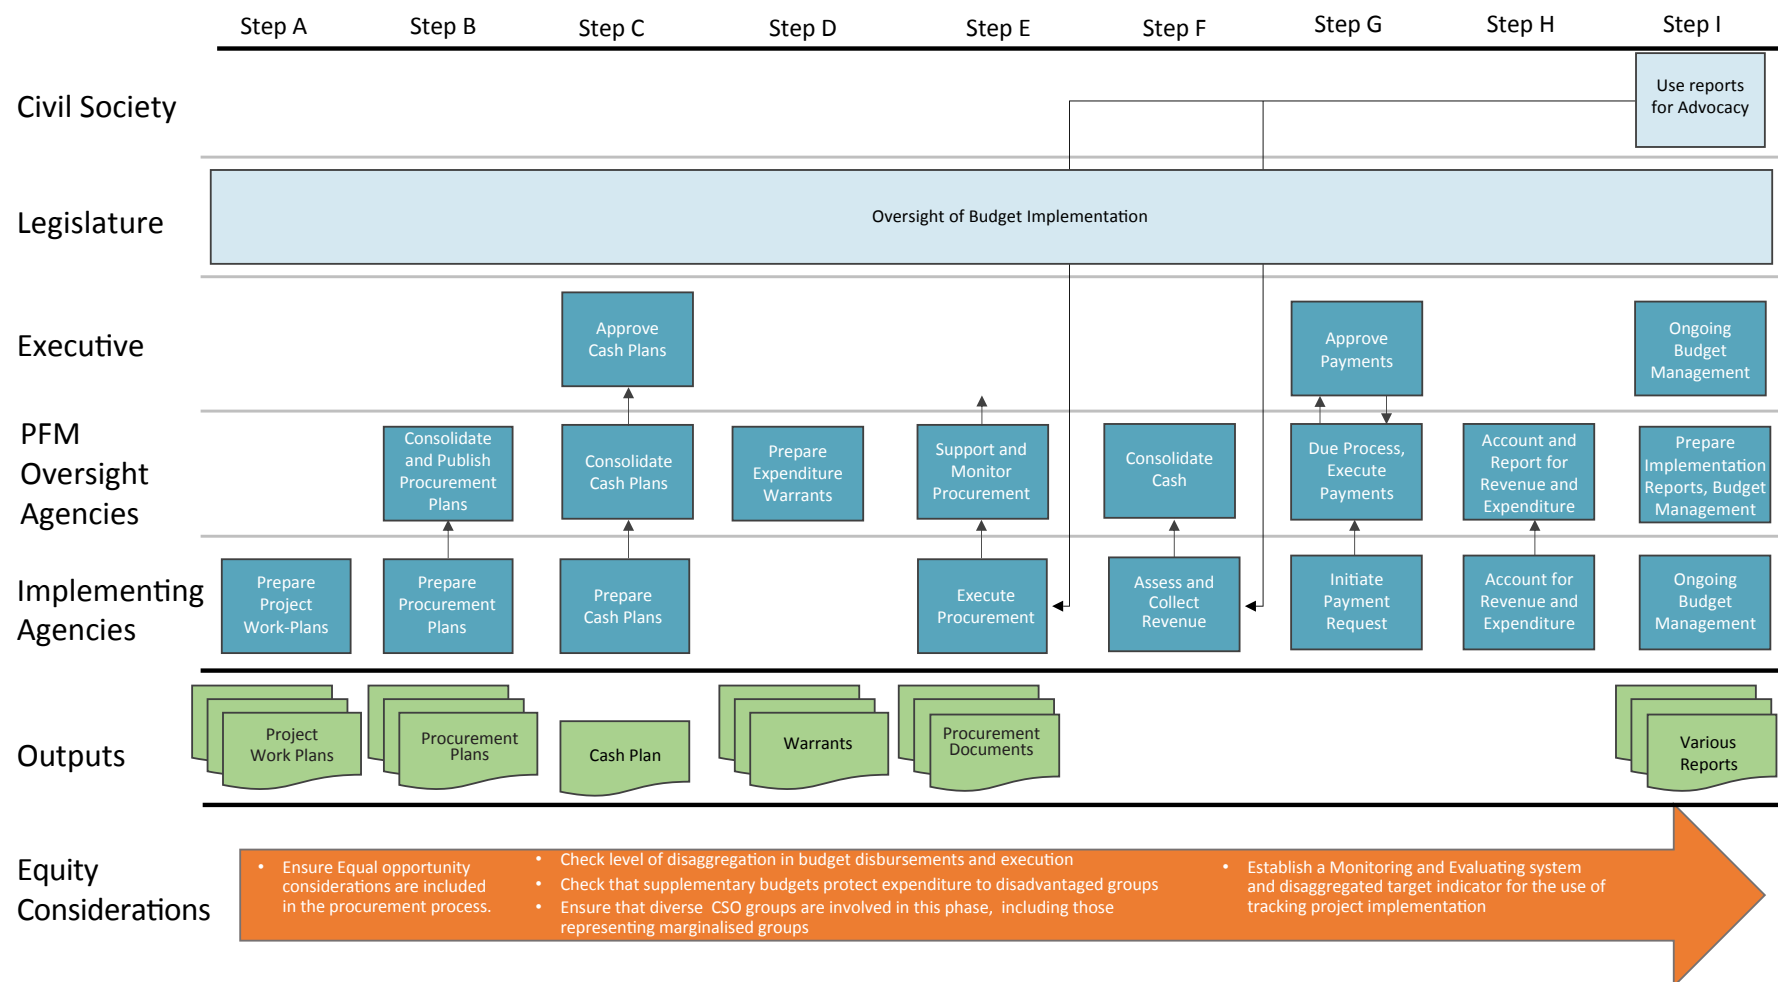 Step A
Step B
Step C
Step D
Step E
Step F
Step G
Step H
Step I
Civil Society
Use reports
for Advocacy
Legislature
Oversight of Budget Implementation
Executive
Approve
Cash Plans
Approve
Payments
Ongoing
Budget
Management
PFM
Oversight
Agencies
Consolidate
and Publish
Procurement
Plans
Consolidate
Cash Plans
Prepare
Expenditure
Warrants
Support and
Monitor
Procurement
Consolidate
Cash
Due Process,
Execute
Payments
Account and
Report for
Revenue and
Expenditure
Prepare
Implementation
Reports, Budget
Management
Implementing
Agencies
Prepare
Project
Work-Plans
Prepare
Procurement
Plans
Prepare
Cash Plans
Execute
Procurement
Assess and
Collect
Revenue
Initiate
Payment
Request
Account for
Revenue and
Expenditure
Ongoing
Budget
Management
Outputs
Project
Work Plans
Procurement
Plans
Cash Plan
Warrants
Procurement
Documents
Various
Reports
Equity
Considerations
• Ensure Equal opportunity
considerations are included
in the procurement process.
• Check level of disaggregation in budget disbursements and execution
• Check that supplementary budgets protect expenditure to disadvantaged groups
• Ensure that diverse CSO groups are involved in this phase, including those
representing marginalised groups
• Establish a Monitoring and Evaluating system
and disaggregated target indicator for the use of
tracking project implementation